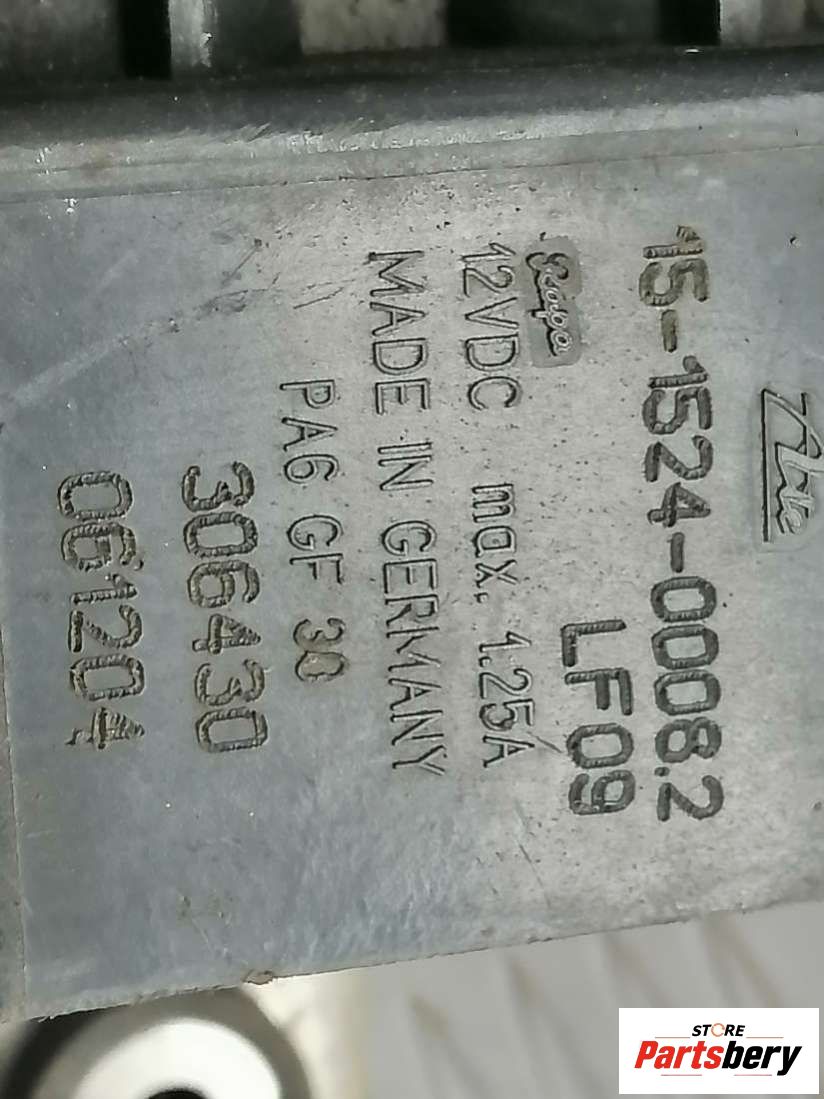 Ate
15-1524-0008.2
LF09
12VDC max. 1.25A
MADE IN GERMANY
PA6 GF 30
306430
061204
STORE
Partsbery